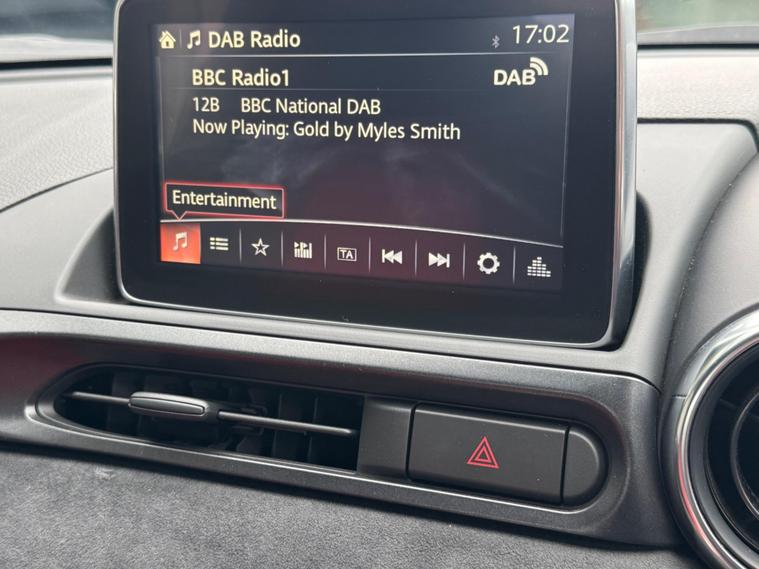 DAB Radio 17:02
BBC Radio1 DAB
12B BBC National DAB
Now Playing: Gold by Myles Smith
Entertainment
TA